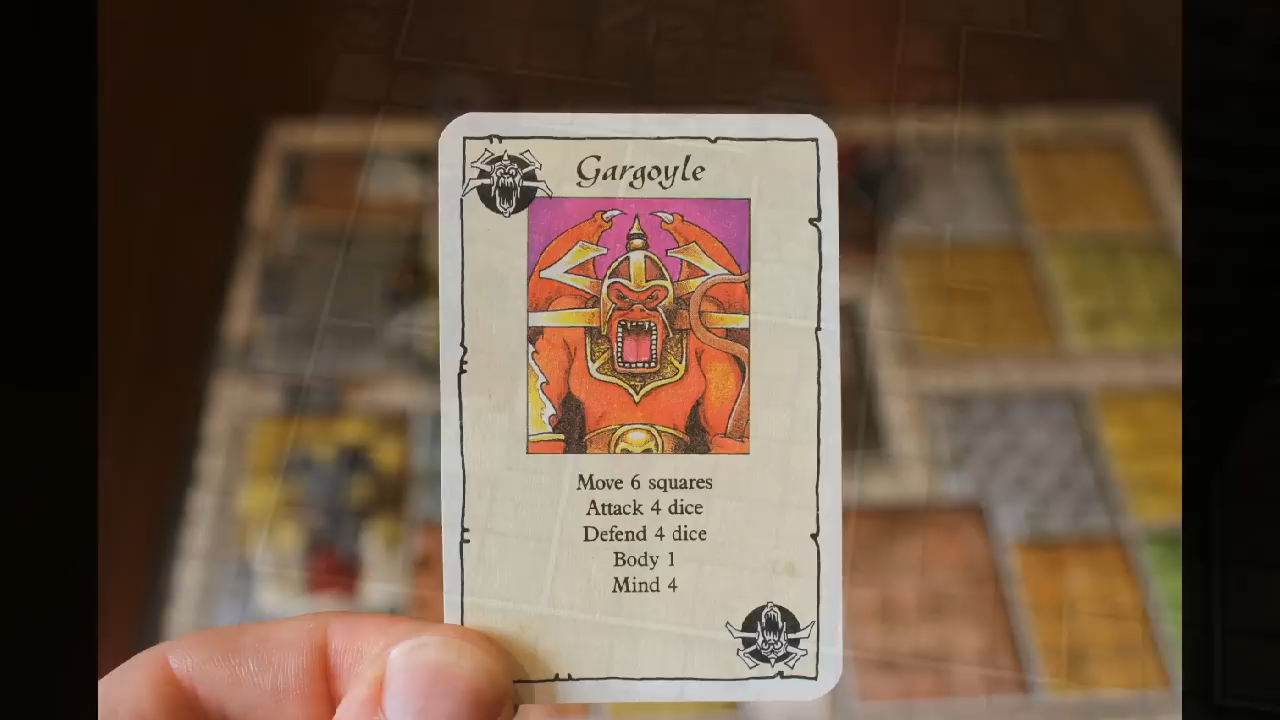 Gargoyle
Move 6 squares
Attack 4 dice
Defend 4 dice
Body 1
Mind 4